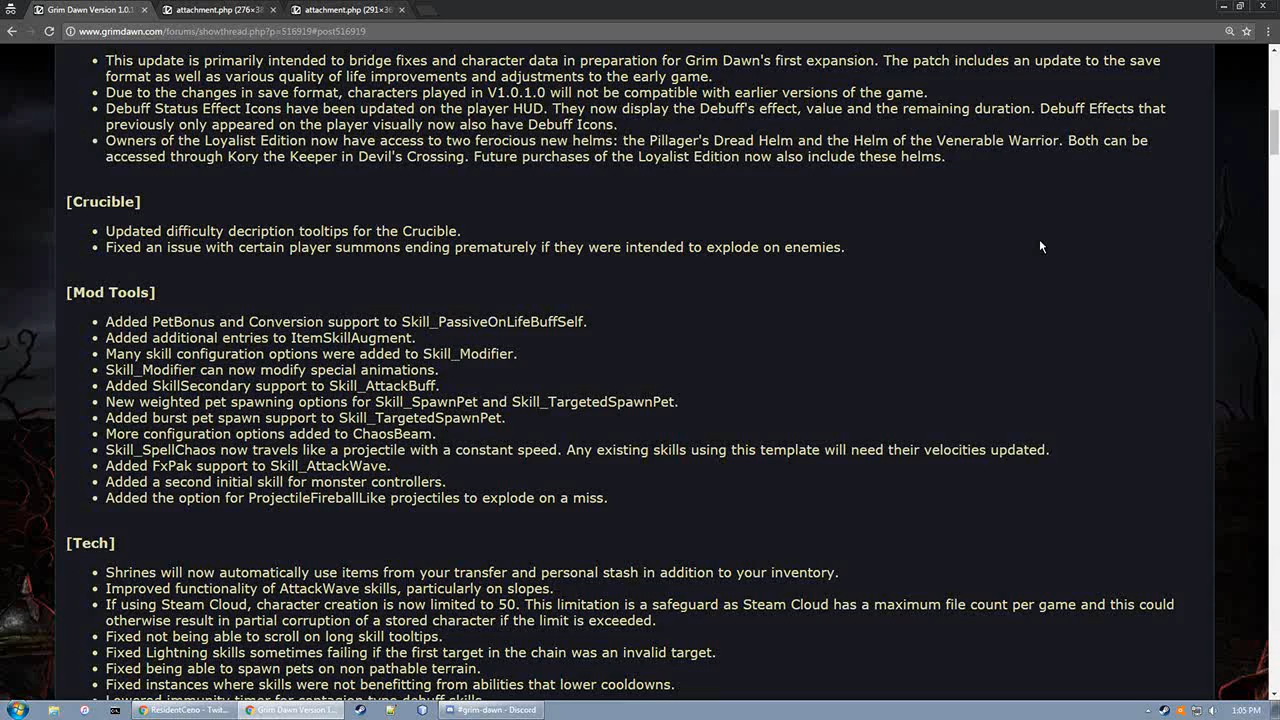 Grim Dawn Version 1.0.1
attachment.php (276×3
attachment.php (291×3
www.grimdawn.com/forums/showthread.php?p=516919#post516919
• This update is primarily intended to bridge fixes and character data in preparation for Grim Dawn's first expansion. The patch includes an update to the save
format as well as various quality of life improvements and adjustments to the early game.
• Due to the changes in save format, characters played in V1.0.1.0 will not be compatible with earlier versions of the game.
• Debuff Status Effect Icons have been updated on the player HUD. They now display the Debuff's effect, value and the remaining duration. Debuff Effects that
previously only appeared on the player visually now also have Debuff Icons.
• Owners of the Loyalist Edition now have access to two ferocious new helms: the Pillager's Dread Helm and the Helm of the Venerable Warrior. Both can be
accessed through Kory the Keeper in Devil's Crossing. Future purchases of the Loyalist Edition now also include these helms.
[Crucible]
• Updated difficulty decription tooltips for the Crucible.
• Fixed an issue with certain player summons ending prematurely if they were intended to explode on enemies.
[Mod Tools]
• Added PetBonus and Conversion support to Skill_PassiveOnLifeBuffSelf.
• Added additional entries to ItemSkillAugment.
• Many skill configuration options were added to Skill_Modifier.
• Skill_Modifier can now modify special animations.
• Added SkillSecondary support to Skill_AttackBuff.
• New weighted pet spawning options for Skill_SpawnPet and Skill_TargetedSpawnPet.
• Added burst pet spawn support to Skill_TargetedSpawnPet.
• More configuration options added to ChaosBeam.
• Skill_SpellChaos now travels like a projectile with a constant speed. Any existing skills using this template will need their velocities updated.
• Added FxPak support to Skill_AttackWave.
• Added a second initial skill for monster controllers.
• Added the option for ProjectileFireballLike projectiles to explode on a miss.
[Tech]
• Shrines will now automatically use items from your transfer and personal stash in addition to your inventory.
• Improved functionality of AttackWave skills, particularly on slopes.
• If using Steam Cloud, character creation is now limited to 50. This limitation is a safeguard as Steam Cloud has a maximum file count per game and this could
otherwise result in partial corruption of a stored character if the limit is exceeded.
• Fixed not being able to scroll on long skill tooltips.
• Fixed Lightning skills sometimes failing if the first target in the chain was an invalid target.
• Fixed being able to spawn pets on non pathable terrain.
• Fixed instances where skills were not benefitting from abilities that lower cooldowns.
• Lowered immunity timer for contagion type debuff skills
ResidentCeno - Twit...
Grim Dawn Version 1...
#grim-dawn - Discord
1:05 PM